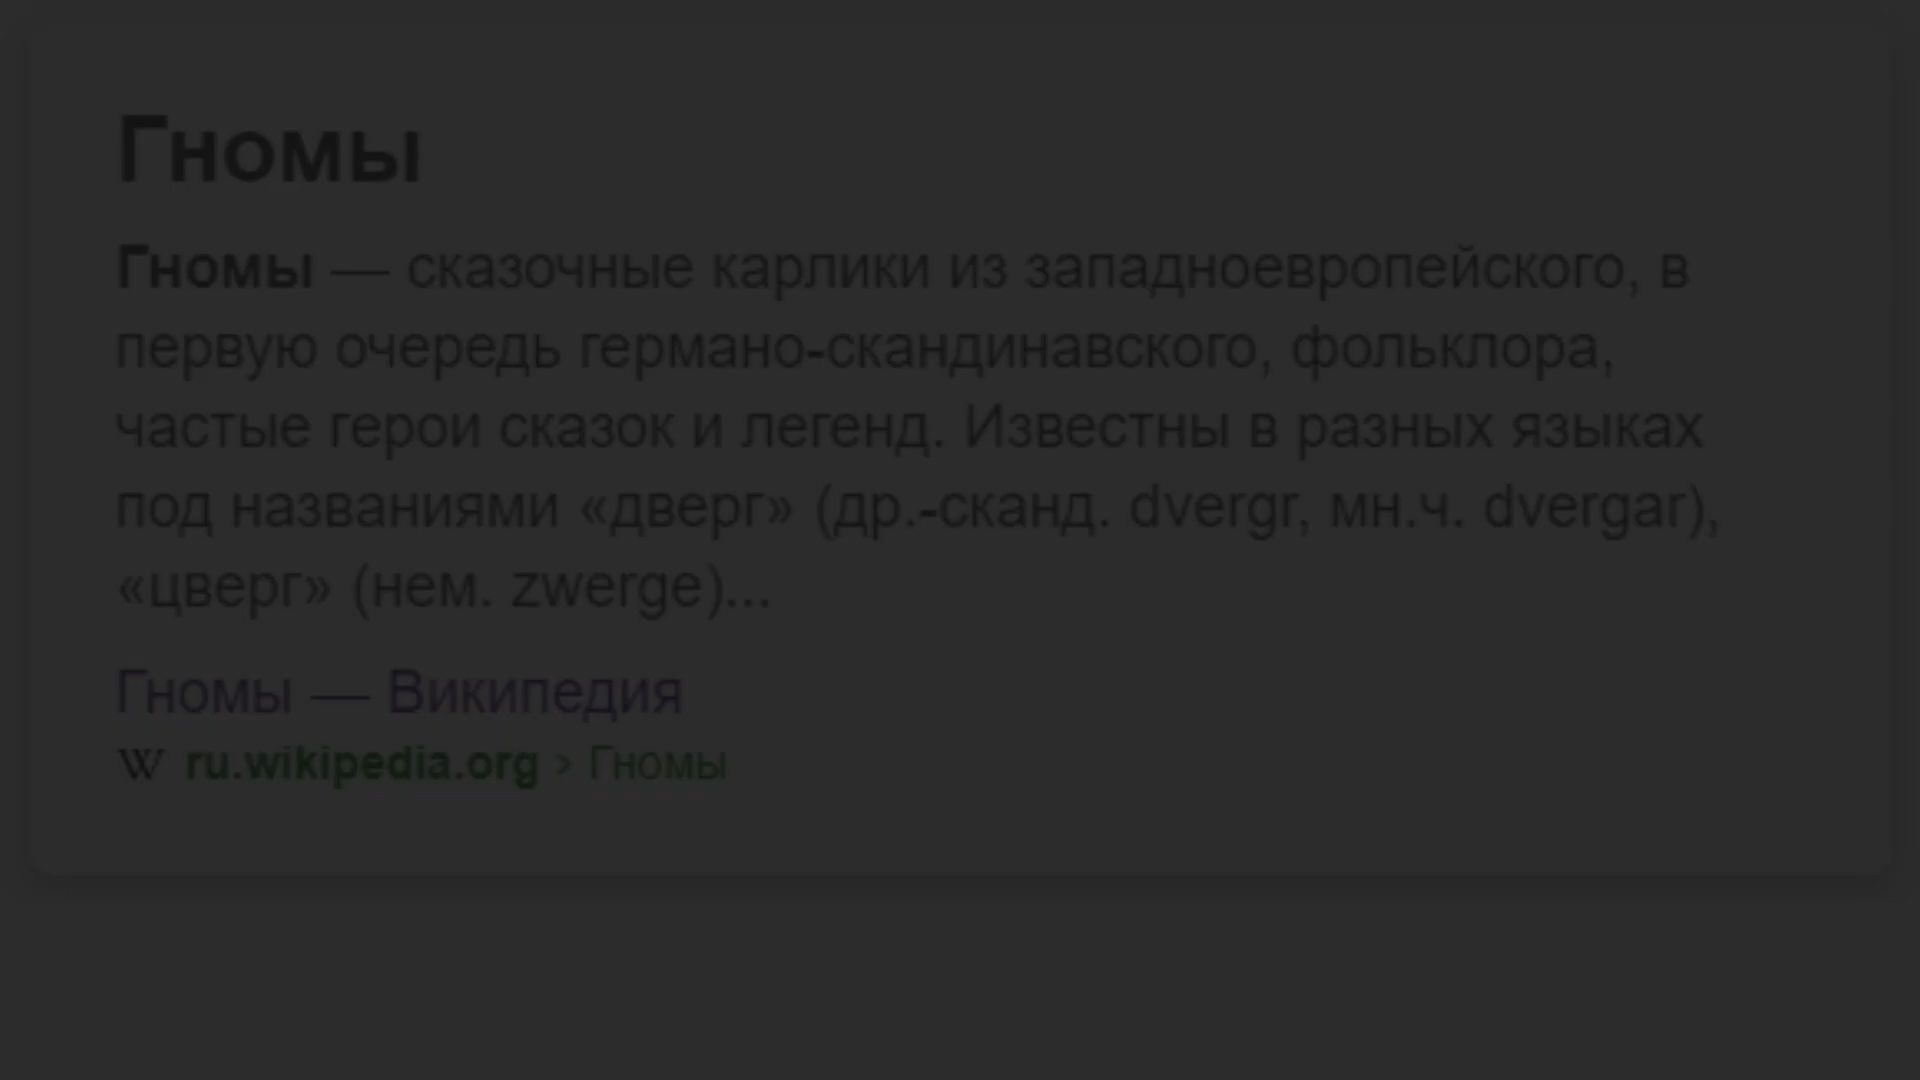 Гномы
Гномы — сказочные карлики из западноевропейского, в
первую очередь германо-скандинавского, фольклора,
частые герои сказок и легенд. Известны в разных языках
под названиями «дверг» (др.-сканд. dvergr, мн.ч. dvergar),
«цверг» (нем. zwerge)...
Гномы — Википедия
W ru.wikipedia.org › Гномы